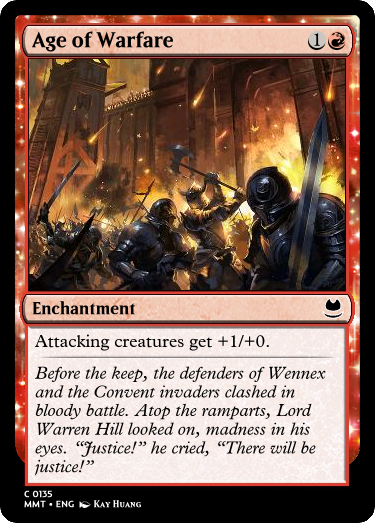 Age of Warfare 1
Enchantment
Attacking creatures get +1/+0.
Before the keep, the defenders of Wennex
and the Convent invaders clashed in
bloody battle. Atop the ramparts, Lord
Warren Hill looked on, madness in his
eyes. “Justice!” he cried, “There will be
justice!”
C 0135
MMT • ENG Kay Huang